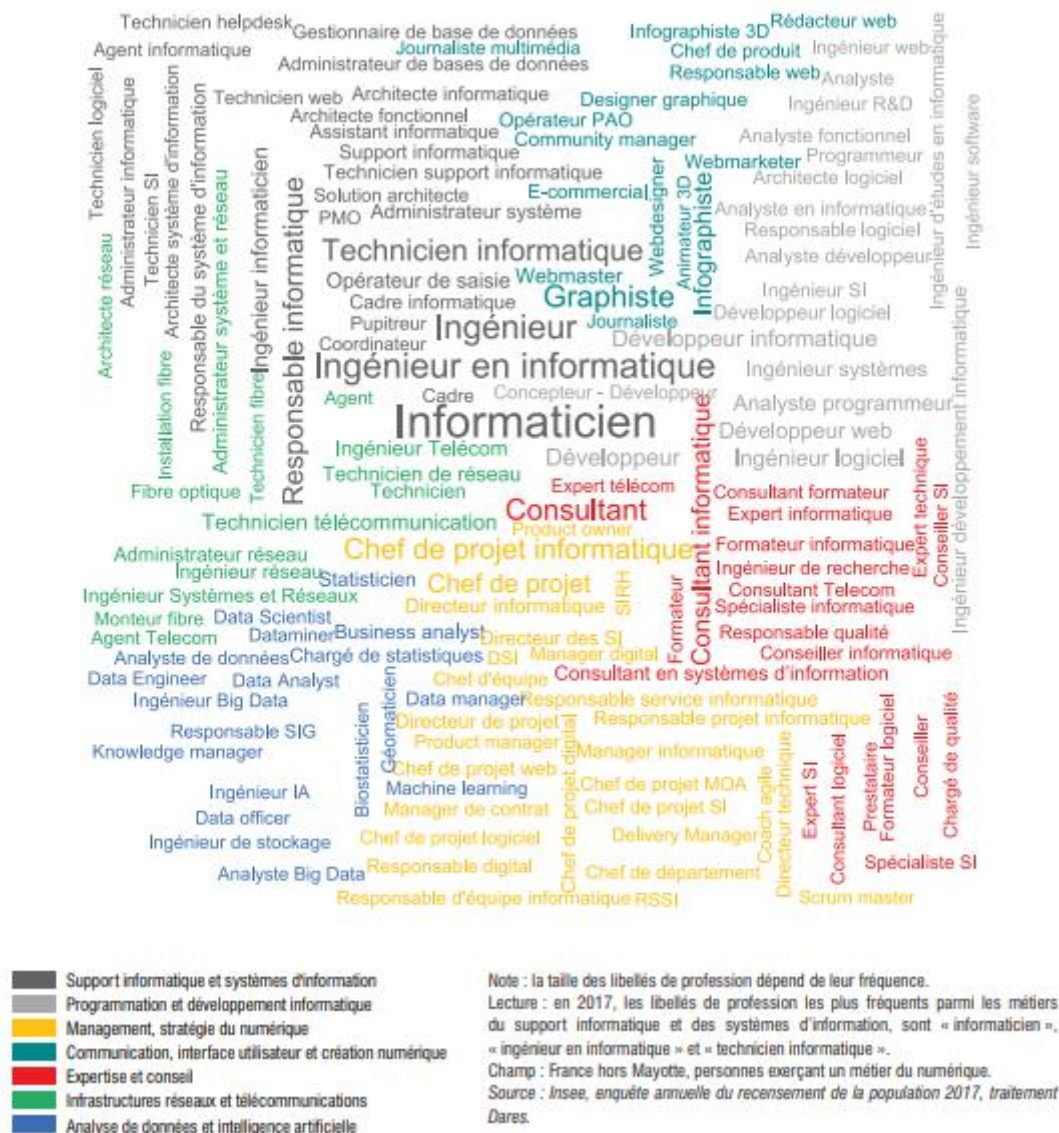 Technicien helpdesk
Gestionnaire de base de données
Infographiste 3D
Rédacteur web
Agent informatique
Journaliste multimédia
Chef de produit
Ingénieur web
Administrateur de bases de données
Responsable web
Analyste
Technicien logiciel
Administrateur informatique
Technicien SI
Architecte système d'information
Responsable du système d'information
Technicien web
Architecte informatique
Designer graphique
Ingénieur R&D
Architecte fonctionnel
Opérateur PAO
Assistant informatique
Community manager
Analyste fonctionnel
Support informatique
Webmarketer
Programmeur
Technicien support informatique
Architecte logiciel
Solution architecte
E-commercial
Webdesigner
Animateur 3D
Infographiste
PMO
Administrateur système
Analyste en informatique
Responsable logiciel
Ingénieur d'études en informatique
Ingénieur software
Technicien informatique
Analyste développeur
Opérateur de saisie
Webmaster
Cadre informatique
Graphiste
Ingénieur SI
Développeur logiciel
Pupitreur
Ingénieur
Journaliste
Coordinateur
Développeur informatique
Ingénieur en informatique
Ingénieur systèmes
Architecte réseau
Installation fibre
Administrateur système et réseau
Technicien fibre
Ingénieur informaticien
Responsable informatique
Agent
Cadre
Concepteur - Développeur
Analyste programmeur
Informaticien
Développeur web
Ingénieur développement informatique
Ingénieur Télécom
Développeur
Ingénieur logiciel
Technicien de réseau
Expert télécom
Fibre optique
Technicien
Consultant
Consultant informatique
Consultant formateur
Expert technique
Conseiller SI
Technicien télécommunication
Product owner
Expert informatique
Administrateur réseau
Chef de projet informatique
Formateur informatique
Ingénieur réseau
Statisticien
Chef de projet
SIRH
Formateur
Ingénieur de recherche
Ingénieur Systèmes et Réseaux
Directeur informatique
Consultant Telecom
Spécialiste informatique
Monteur fibre
Data Scientist
Agent Telecom
Dataminer
Business analyst
Directeur des SI
Responsable qualité
Analyste de données
Chargé de statistiques
DSI
Manager digital
Conseiller informatique
Data Engineer
Data Analyst
Chef d'équipe
Consultant en systèmes d'information
Ingénieur Big Data
Géomaticien
Biostatisticien
Data manager
Responsable service informatique
Responsable SIG
Directeur de projet
Responsable projet informatique
Knowledge manager
Product manager
Manager informatique
Chef de projet web
Chef de projet digital
Ingénieur IA
Machine learning
Chef de projet MOA
Coach agile
Directeur technique
Expert SI
Consultant logiciel
Prestataire
Formateur logiciel
Conseiller
Chargé de qualité
Data officer
Manager de contrat
Chef de projet SI
Ingénieur de stockage
Chef de projet logiciel
Delivery Manager
Analyste Big Data
Responsable digital
Chef de département
Spécialiste SI
Responsable d'équipe informatique
RSSI
Scrum master
Support informatique et systèmes d'information
Programmation et développement informatique
Management, stratégie du numérique
Communication, interface utilisateur et création numérique
Expertise et conseil
Infrastructures réseaux et télécommunications
Analyse de données et intelligence artificielle
Note : la taille des libellés de profession dépend de leur fréquence.
Lecture : en 2017, les libellés de profession les plus fréquents parmi les métiers
du support informatique et des systèmes d'information, sont « informaticien »,
« ingénieur en informatique » et « technicien informatique ».
Champ : France hors Mayotte, personnes exerçant un métier du numérique.
Source : Insee, enquête annuelle du recensement de la population 2017, traitement
Dares.